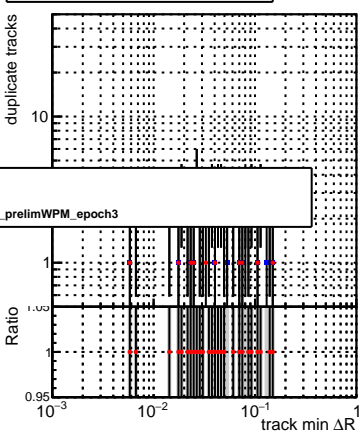 duplicate tracks
10
_prelimWPM_epoch3
1
1.05
Ratio
1
0.95
10−3
10−2
10−1
1
track min ΔR